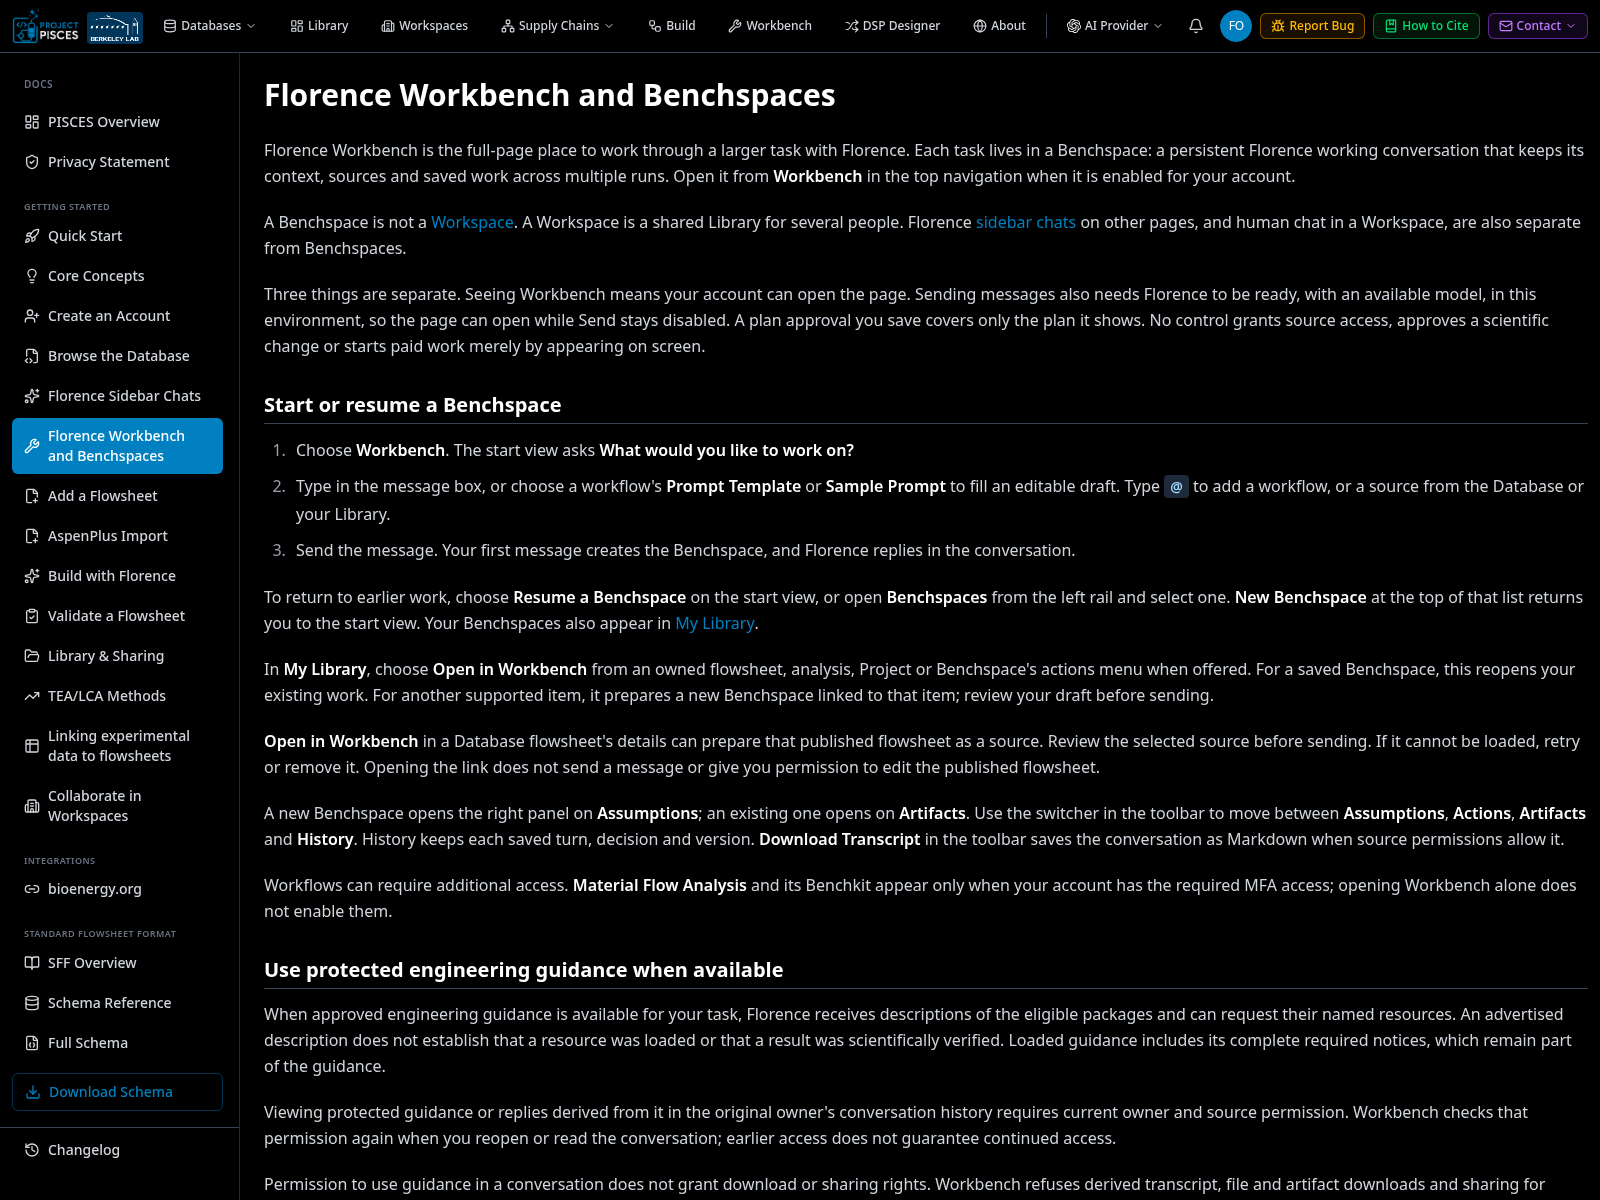 PROJECT
PISCES
BERKELEY LAB
Databases
Library
Workspaces
Supply Chains
Build
Workbench
DSP Designer
About
AI Provider
FO
Report Bug
How to Cite
Contact
DOCS
PISCES Overview
Privacy Statement
GETTING STARTED
Quick Start
Core Concepts
Create an Account
Browse the Database
Florence Sidebar Chats
Florence Workbench
and Benchspaces
Add a Flowsheet
AspenPlus Import
Build with Florence
Validate a Flowsheet
Library & Sharing
TEA/LCA Methods
Linking experimental
data to flowsheets
Collaborate in
Workspaces
INTEGRATIONS
bioenergy.org
STANDARD FLOWSHEET FORMAT
SFF Overview
Schema Reference
Full Schema
Download Schema
Changelog
Florence Workbench and Benchspaces
Florence Workbench is the full-page place to work through a larger task with Florence. Each task lives in a Benchspace: a persistent Florence working conversation that keeps its
context, sources and saved work across multiple runs. Open it from Workbench in the top navigation when it is enabled for your account.
A Benchspace is not a Workspace. A Workspace is a shared Library for several people. Florence sidebar chats on other pages, and human chat in a Workspace, are also separate
from Benchspaces.
Three things are separate. Seeing Workbench means your account can open the page. Sending messages also needs Florence to be ready, with an available model, in this
environment, so the page can open while Send stays disabled. A plan approval you save covers only the plan it shows. No control grants source access, approves a scientific
change or starts paid work merely by appearing on screen.
Start or resume a Benchspace
1. Choose Workbench. The start view asks What would you like to work on?
2. Type in the message box, or choose a workflow's Prompt Template or Sample Prompt to fill an editable draft. Type @ to add a workflow, or a source from the Database or
your Library.
3. Send the message. Your first message creates the Benchspace, and Florence replies in the conversation.
To return to earlier work, choose Resume a Benchspace on the start view, or open Benchspaces from the left rail and select one. New Benchspace at the top of that list returns
you to the start view. Your Benchspaces also appear in My Library.
In My Library, choose Open in Workbench from an owned flowsheet, analysis, Project or Benchspace's actions menu when offered. For a saved Benchspace, this reopens your
existing work. For another supported item, it prepares a new Benchspace linked to that item; review your draft before sending.
Open in Workbench in a Database flowsheet's details can prepare that published flowsheet as a source. Review the selected source before sending. If it cannot be loaded, retry
or remove it. Opening the link does not send a message or give you permission to edit the published flowsheet.
A new Benchspace opens the right panel on Assumptions; an existing one opens on Artifacts. Use the switcher in the toolbar to move between Assumptions, Actions, Artifacts
and History. History keeps each saved turn, decision and version. Download Transcript in the toolbar saves the conversation as Markdown when source permissions allow it.
Workflows can require additional access. Material Flow Analysis and its Benchkit appear only when your account has the required MFA access; opening Workbench alone does
not enable them.
Use protected engineering guidance when available
When approved engineering guidance is available for your task, Florence receives descriptions of the eligible packages and can request their named resources. An advertised
description does not establish that a resource was loaded or that a result was scientifically verified. Loaded guidance includes its complete required notices, which remain part
of the guidance.
Viewing protected guidance or replies derived from it in the original owner's conversation history requires current owner and source permission. Workbench checks that
permission again when you reopen or read the conversation; earlier access does not guarantee continued access.
Permission to use guidance in a conversation does not grant download or sharing rights. Workbench refuses derived transcript, file and artifact downloads and sharing for